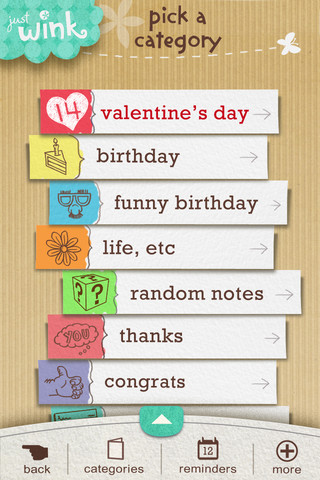 just
wink
pick a
category
14
valentine's day
birthday
funny birthday
life, etc
?
?
random notes
YOU
thanks
congrats
12
back
categories
reminders
more